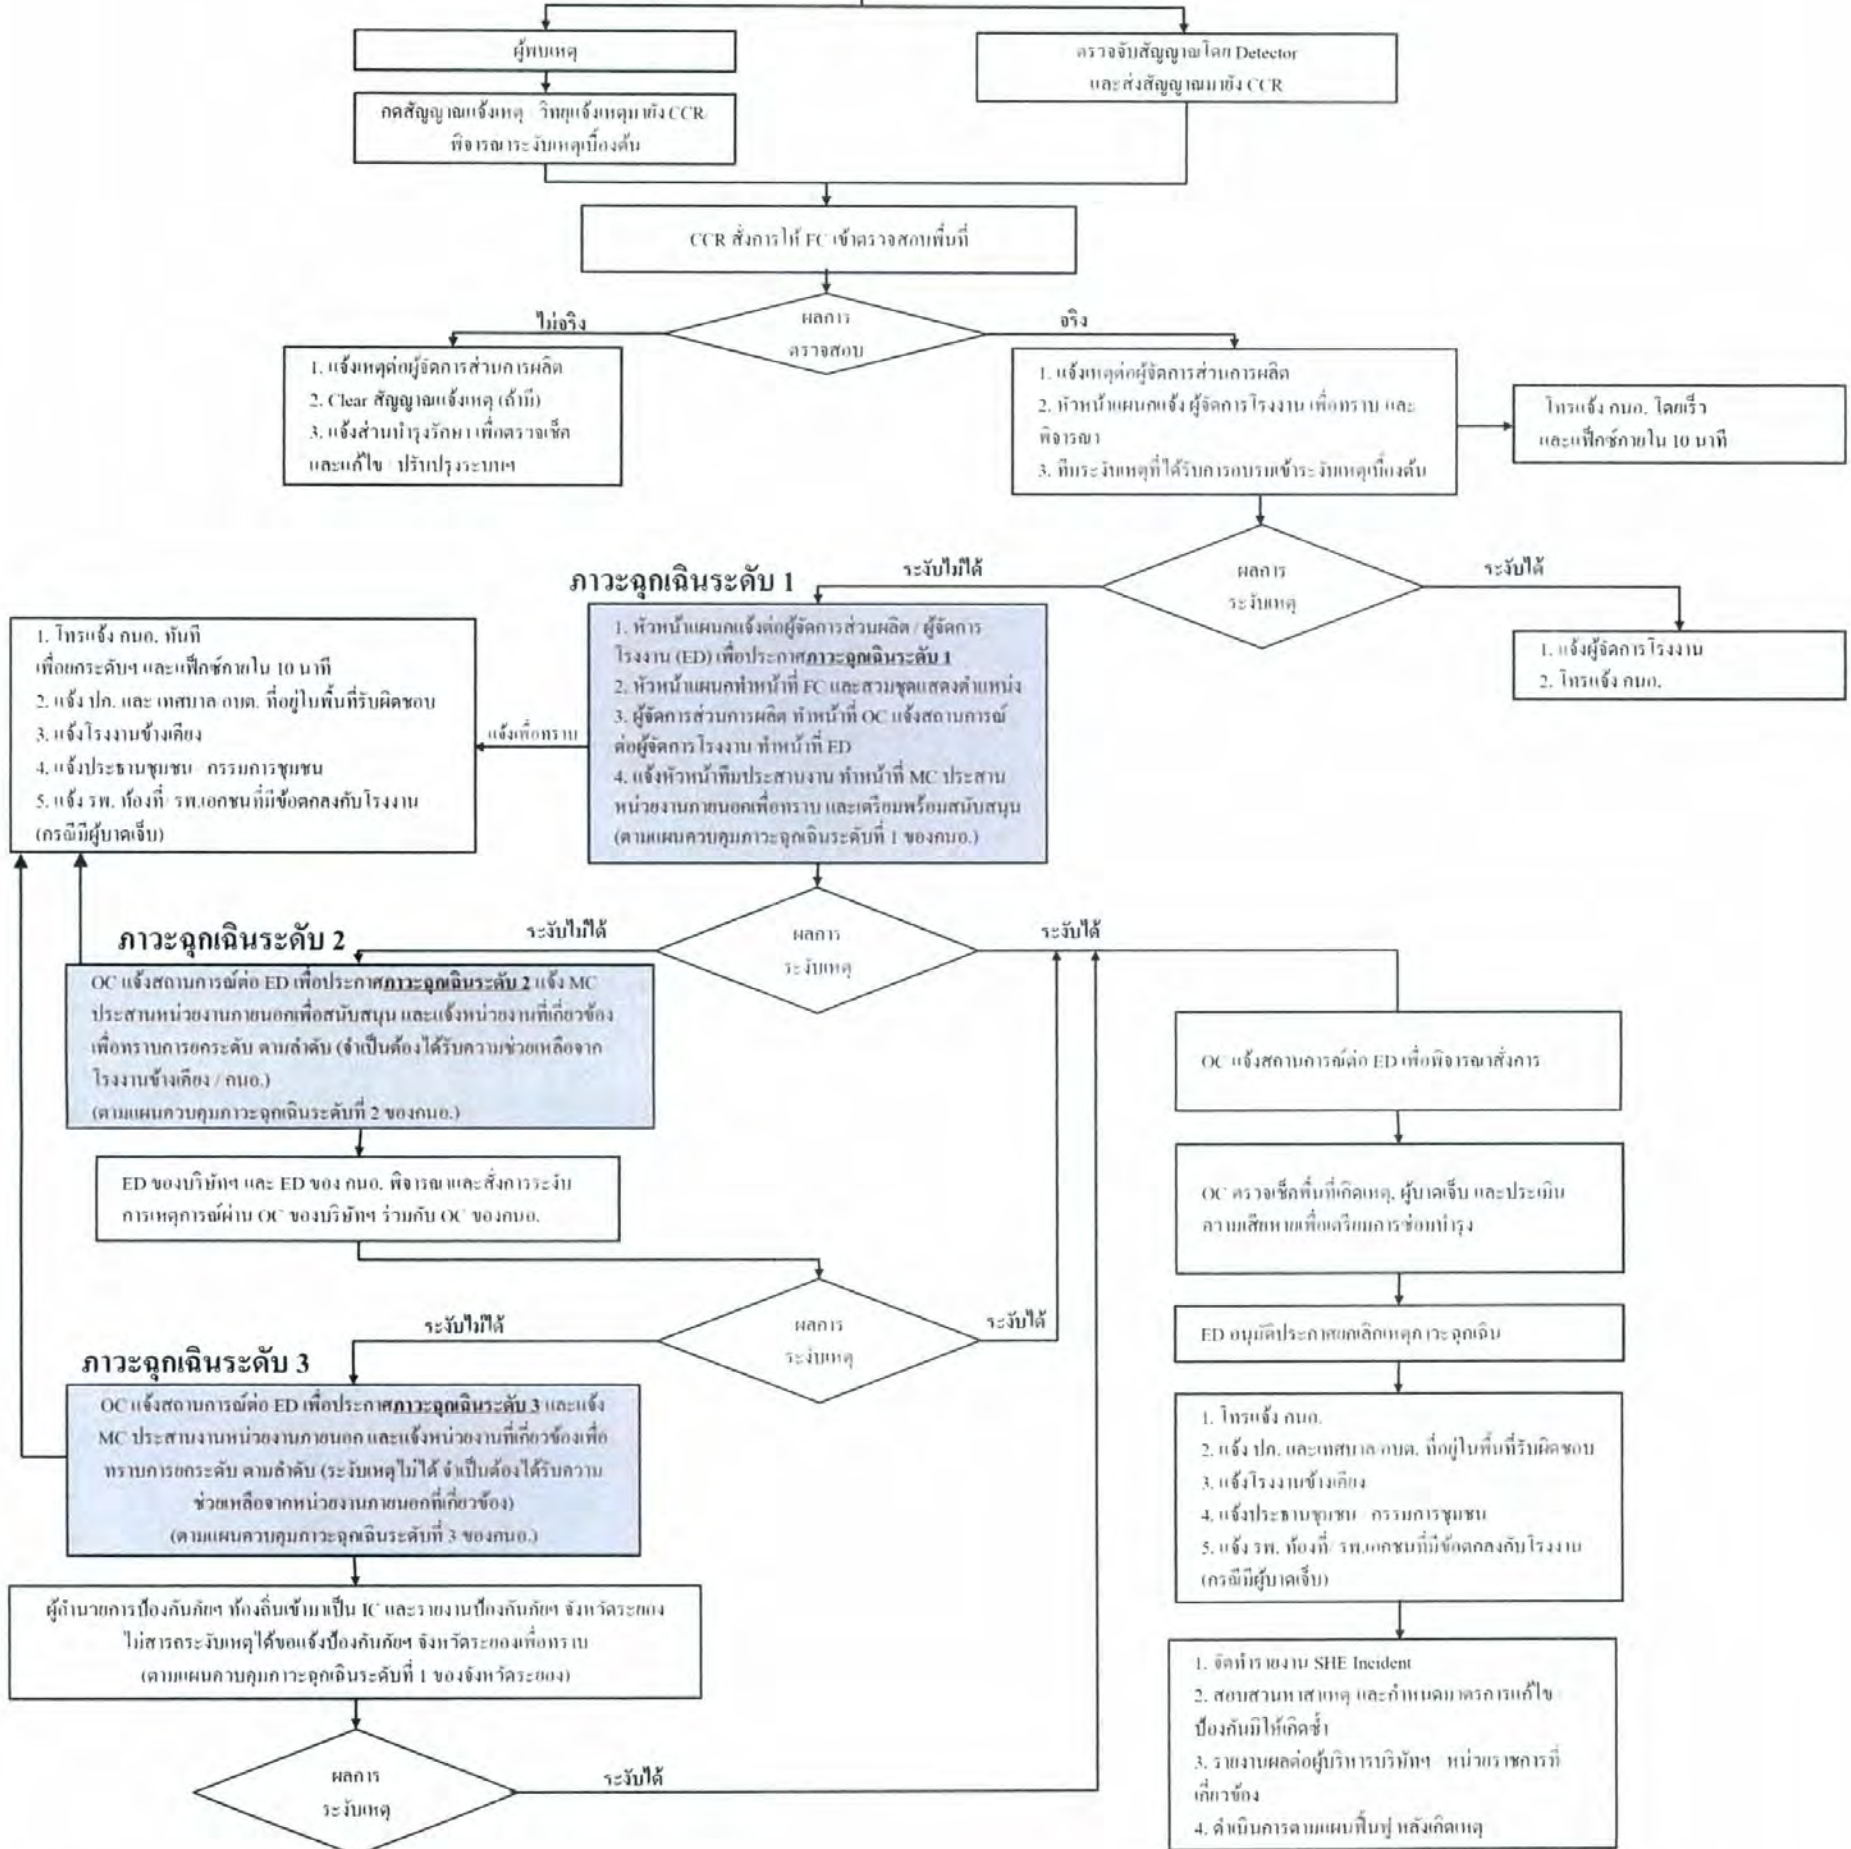 ผู้พบเหตุ
ตรวจจับสัญญาณโดย Detector
และส่งสัญญาณมายัง CCR
กดสัญญาณแจ้งเหตุ / วิทยุแจ้งเหตุมายัง CCR/
พิจารณาระงับเหตุเบื้องต้น
CCR สั่งการให้ FC เข้าตรวจสอบพื้นที่
ผลการ
ตรวจสอบ
ไม่จริง
จริง
1. แจ้งเหตุต่อผู้จัดการส่วนการผลิต
2. Clear สัญญาณแจ้งเหตุ (ถ้ามี)
3. แจ้งส่วนบำรุงรักษา เพื่อตรวจเช็ค
และแก้ไข / ปรับปรุงระบบฯ
1. แจ้งเหตุต่อผู้จัดการส่วนการผลิต
2. หัวหน้าแผนกแจ้ง ผู้จัดการโรงงาน เพื่อทราบ และ
พิจารณา
3. ทีมระงับเหตุที่ได้รับการอบรมเข้าระงับเหตุเบื้องต้น
โทรแจ้ง กนอ. โดยเร็ว
และแฟ็กซ์ภายใน 10 นาที
ผลการ
ระงับเหตุ
ระงับไม่ได้
ระงับได้
1. แจ้งผู้จัดการโรงงาน
2. โทรแจ้ง กนอ.
ภาวะฉุกเฉินระดับ 1
1. หัวหน้าแผนกแจ้งต่อผู้จัดการส่วนผลิต / ผู้จัดการ
โรงงาน (ED) เพื่อประกาศภาวะฉุกเฉินระดับ 1
2. หัวหน้าแผนกทำหน้าที่ FC และสวมชุดแสดงตำแหน่ง
3. ผู้จัดการส่วนการผลิต ทำหน้าที่ OC แจ้งสถานการณ์
ต่อผู้จัดการโรงงาน ทำหน้าที่ ED
4. แจ้งหัวหน้าทีมประสานงาน ทำหน้าที่ MC ประสาน
หน่วยงานภายนอกเพื่อทราบ และเตรียมพร้อมสนับสนุน
(ตามแผนควบคุมภาวะฉุกเฉินระดับที่ 1 ของกนอ.)
แจ้งเพื่อทราบ
1. โทรแจ้ง กนอ. ทันที
เพื่อยกระดับฯ และแฟ็กซ์ภายใน 10 นาที
2. แจ้ง ปภ. และ เทศบาล/อบต. ที่อยู่ในพื้นที่รับผิดชอบ
3. แจ้งโรงงานข้างเคียง
4. แจ้งประธานชุมชน / กรรมการชุมชน
5. แจ้ง รพ. ท้องที่/ รพ.เอกชนที่มีข้อตกลงกับโรงงาน
(กรณีมีผู้บาดเจ็บ)
ผลการ
ระงับเหตุ
ระงับไม่ได้
ระงับได้
ภาวะฉุกเฉินระดับ 2
OC แจ้งสถานการณ์ต่อ ED เพื่อประกาศภาวะฉุกเฉินระดับ 2 แจ้ง MC
ประสานหน่วยงานภายนอกเพื่อสนับสนุน และแจ้งหน่วยงานที่เกี่ยวข้อง
เพื่อทราบการยกระดับ ตามลำดับ (จำเป็นต้องได้รับความช่วยเหลือจาก
โรงงานข้างเคียง / กนอ.)
(ตามแผนควบคุมภาวะฉุกเฉินระดับที่ 2 ของกนอ.)
ED ของบริษัทฯ และ ED ของ กนอ. พิจารณาและสั่งการระงับ
การเหตุการณ์ผ่าน OC ของบริษัทฯ ร่วมกับ OC ของกนอ.
ผลการ
ระงับเหตุ
ระงับไม่ได้
ระงับได้
ภาวะฉุกเฉินระดับ 3
OC แจ้งสถานการณ์ต่อ ED เพื่อประกาศภาวะฉุกเฉินระดับ 3 และแจ้ง
MC ประสานงานหน่วยงานภายนอก และแจ้งหน่วยงานที่เกี่ยวข้องเพื่อ
ทราบการยกระดับ ตามลำดับ (ระงับเหตุไม่ได้ จำเป็นต้องได้รับความ
ช่วยเหลือจากหน่วยงานภายนอกที่เกี่ยวข้อง)
(ตามแผนควบคุมภาวะฉุกเฉินระดับที่ 3 ของกนอ.)
ผู้อำนวยการป้องกันภัยฯ ท้องถิ่นเข้ามาเป็น IC และรายงานป้องกันภัยฯ จังหวัดระยอง
ไม่สารถระงับเหตุได้ขอแจ้งป้องกันภัยฯ จังหวัดระยองเพื่อทราบ
(ตามแผนควบคุมภาวะฉุกเฉินระดับที่ 1 ของจังหวัดระยอง)
ผลการ
ระงับเหตุ
ระงับได้
OC แจ้งสถานการณ์ต่อ ED เพื่อพิจารณาสั่งการ
OC ตรวจเช็คพื้นที่เกิดเหตุ, ผู้บาดเจ็บ และประเมิน
ความเสียหายเพื่อเตรียมการซ่อมบำรุง
ED อนุมัติประกาศยกเลิกเหตุภาวะฉุกเฉิน
1. โทรแจ้ง กนอ.
2. แจ้ง ปภ. และเทศบาล/อบต. ที่อยู่ในพื้นที่รับผิดชอบ
3. แจ้งโรงงานข้างเคียง
4. แจ้งประธานชุมชน / กรรมการชุมชน
5. แจ้ง รพ. ท้องที่/ รพ.เอกชนที่มีข้อตกลงกับโรงงาน
(กรณีมีผู้บาดเจ็บ)
1. จัดทำรายงาน SHE Incident
2. สอบสวนหาสาเหตุ และกำหนดมาตรการแก้ไข/
ป้องกันมิให้เกิดซ้ำ
3. รายงานผลต่อผู้บริหารบริษัทฯ / หน่วยราชการที่
เกี่ยวข้อง
4. ดำเนินการตามแผนฟื้นฟู หลังเกิดเหตุ